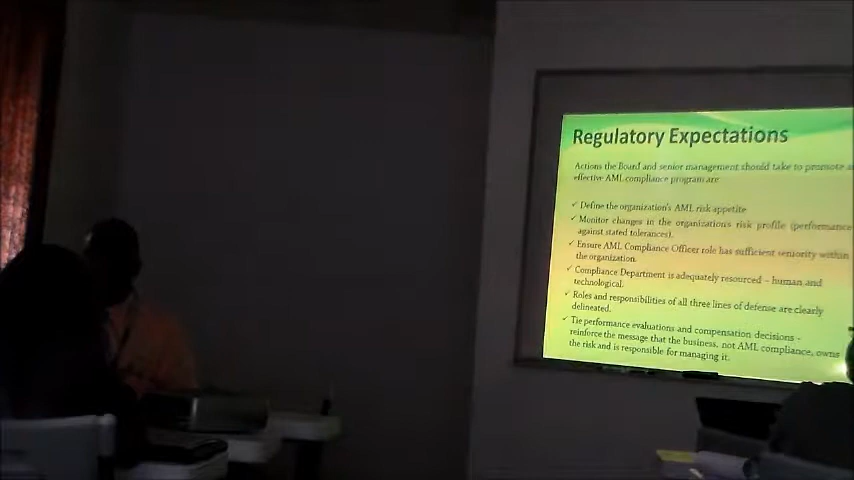 Regulatory Expectations
Actions the Board and senior management should take to promote
effective AML compliance program are
✓ Define the organization's AML risk appetite
✓ Monitor changes in the organizations risk profile (performance
against stated tolerances).
✓ Ensure AML Compliance Officer role has sufficient seniority within
the organization.
✓ Compliance Department is adequately resourced – human and
technological.
✓ Roles and responsibilities of all three lines of defense are clearly
delineated.
✓ Tie performance evaluations and compensation decisions -
reinforce the message that the business, not AML compliance, owns
the risk and is responsible for managing it.